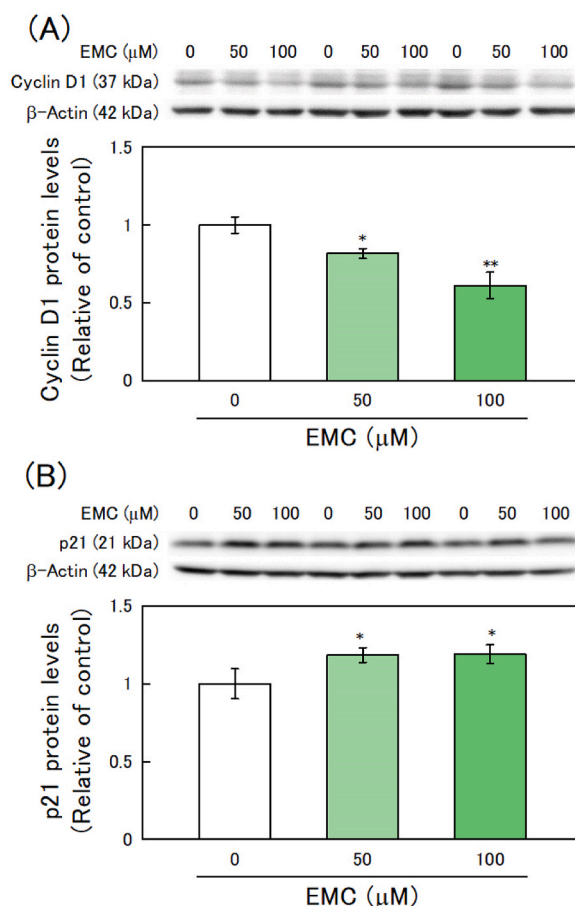 (A)
EMC (μM) 0 50 100 0 50 100 0 50 100
Cyclin D1 (37 kDa)
β-Actin (42 kDa)
1.5
1
0.5
0
Cyclin D1 protein levels
(Relative of control)
*
**
0 50 100
EMC (μM)
(B)
EMC (μM) 0 50 100 0 50 100 0 50 100
p21 (21 kDa)
β-Actin (42 kDa)
1.5
1
0.5
0
p21 protein levels
(Relative of control)
* *
0 50 100
EMC (μM)